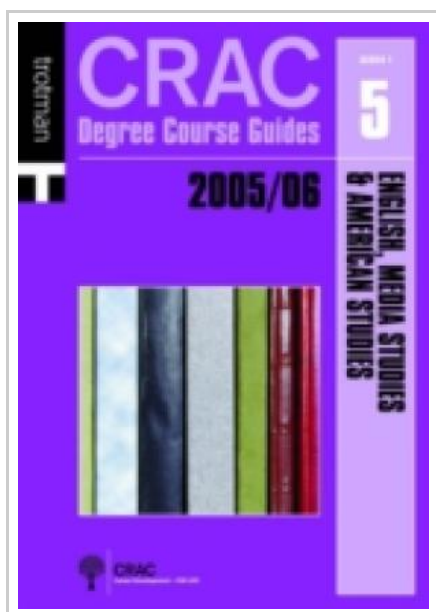 trotman
CRAC
Degree Course Guides
2005/06
5
ENGLISH, MEDIA STUDIES
& AMERICAN STUDIES
CRAC